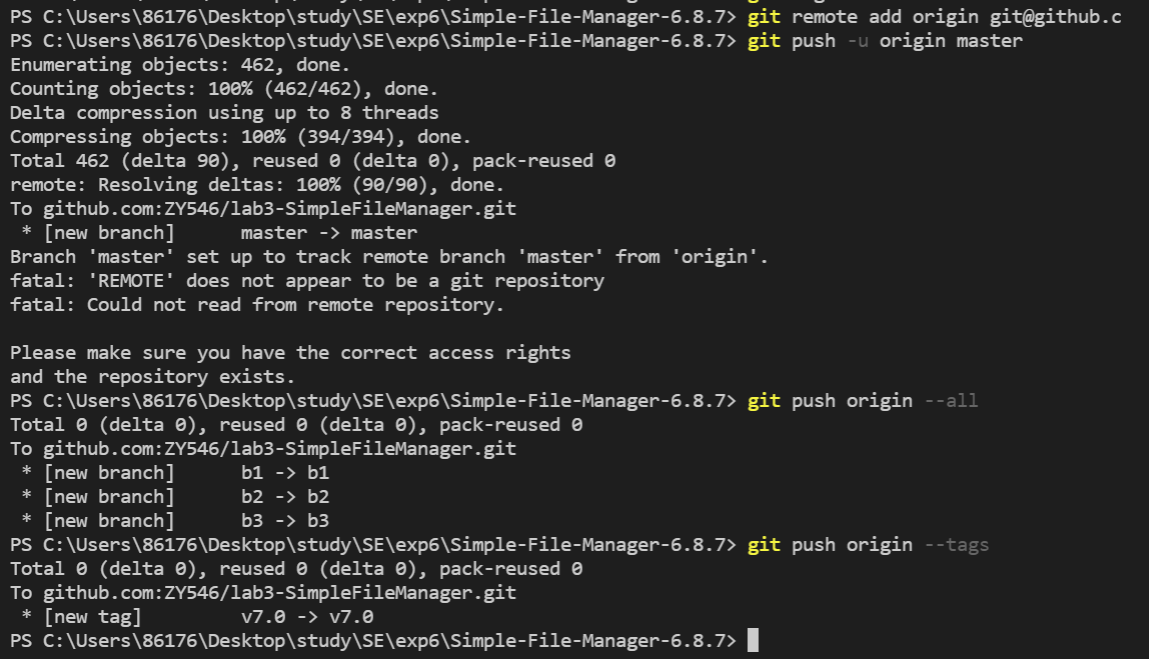 PS C:\Users\86176\Desktop\study\SE\exp6\Simple-File-Manager-6.8.7> git remote add origin git@github.c
PS C:\Users\86176\Desktop\study\SE\exp6\Simple-File-Manager-6.8.7> git push -u origin master
Enumerating objects: 462, done.
Counting objects: 100% (462/462), done.
Delta compression using up to 8 threads
Compressing objects: 100% (394/394), done.
Total 462 (delta 90), reused 0 (delta 0), pack-reused 0
remote: Resolving deltas: 100% (90/90), done.
To github.com:ZY546/lab3-SimpleFileManager.git
 * [new branch]      master -> master
Branch 'master' set up to track remote branch 'master' from 'origin'.
fatal: 'REMOTE' does not appear to be a git repository
fatal: Could not read from remote repository.

Please make sure you have the correct access rights
and the repository exists.
PS C:\Users\86176\Desktop\study\SE\exp6\Simple-File-Manager-6.8.7> git push origin --all
Total 0 (delta 0), reused 0 (delta 0), pack-reused 0
To github.com:ZY546/lab3-SimpleFileManager.git
 * [new branch]      b1 -> b1
 * [new branch]      b2 -> b2
 * [new branch]      b3 -> b3
PS C:\Users\86176\Desktop\study\SE\exp6\Simple-File-Manager-6.8.7> git push origin --tags
Total 0 (delta 0), reused 0 (delta 0), pack-reused 0
To github.com:ZY546/lab3-SimpleFileManager.git
 * [new tag]         v7.0 -> v7.0
PS C:\Users\86176\Desktop\study\SE\exp6\Simple-File-Manager-6.8.7>